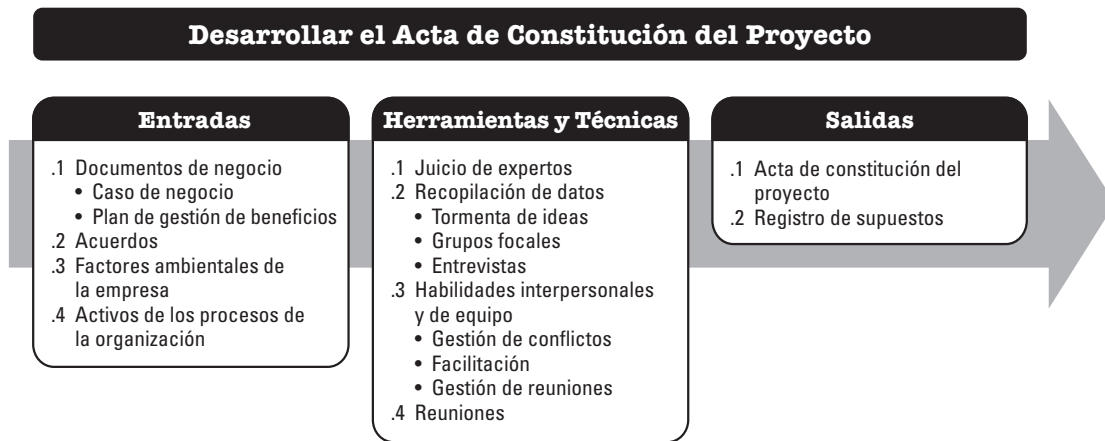 Desarrollar el Acta de Constitución del Proyecto
Entradas
.1 Documentos de negocio
• Caso de negocio
• Plan de gestión de beneficios
.2 Acuerdos
.3 Factores ambientales de
la empresa
.4 Activos de los procesos de
la organización
Herramientas y Técnicas
.1 Juicio de expertos
.2 Recopilación de datos
• Tormenta de ideas
• Grupos focales
• Entrevistas
.3 Habilidades interpersonales
y de equipo
• Gestión de conflictos
• Facilitación
• Gestión de reuniones
.4 Reuniones
Salidas
.1 Acta de constitución del
proyecto
.2 Registro de supuestos